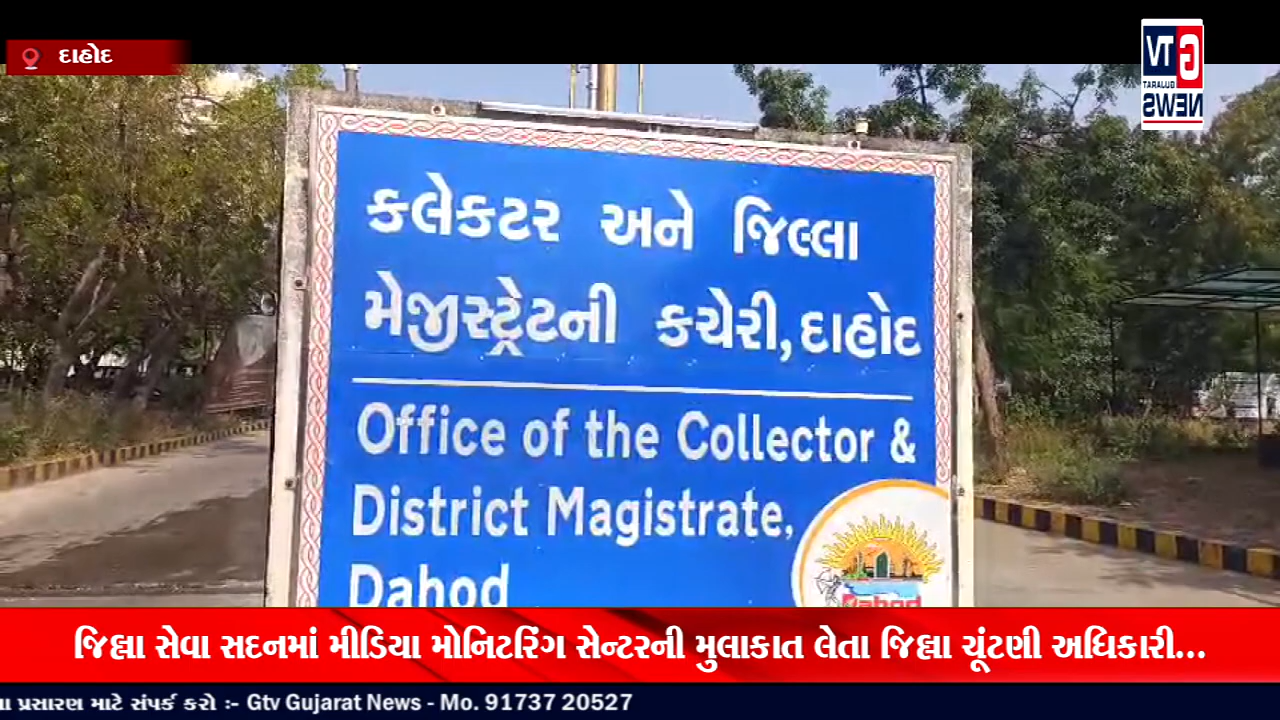 દાહોદ
GTV
GUJARAT
NEWS
કલેકટર અને જિલ્લા
મેજીસ્ટ્રેટની કચેરી, દાહોદ
Office of the Collector &
District Magistrate,
Dahod
Dahod
જિલ્લા સેવા સદનમાં મીડિયા મોનિટરિંગ સેન્ટરની મુલાકાત લેતા જિલ્લા ચૂંટણી અધિકારી...
પ્રસારણ માટે સંપર્ક કરો :- Gtv Gujarat News - Mo. 91737 20527